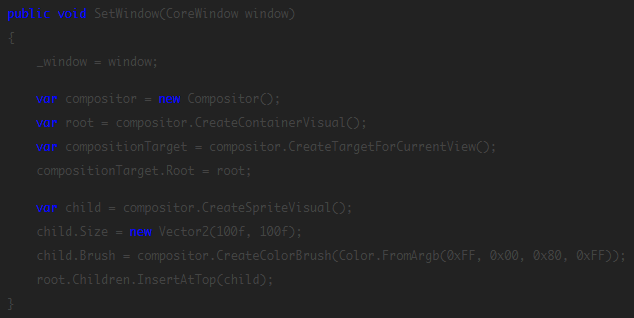 public void SetWindow(CoreWindow window)
{
    _window = window;

    var compositor = new Compositor();
    var root = compositor.CreateContainerVisual();
    var compositionTarget = compositor.CreateTargetForCurrentView();
    compositionTarget.Root = root;

    var child = compositor.CreateSpriteVisual();
    child.Size = new Vector2(100f, 100f);
    child.Brush = compositor.CreateColorBrush(Color.FromArgb(0xFF, 0x00, 0x80, 0xFF));
    root.Children.InsertAtTop(child);
}